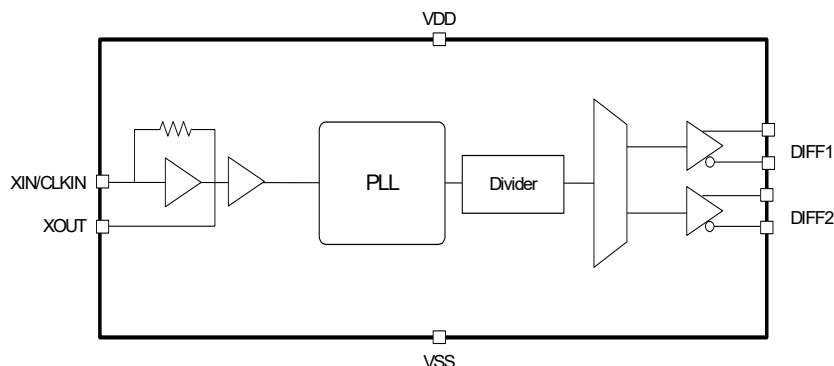 VDD
XIN/CLKIN
XOUT
PLL
Divider
DIFF1
DIFF2
VSS